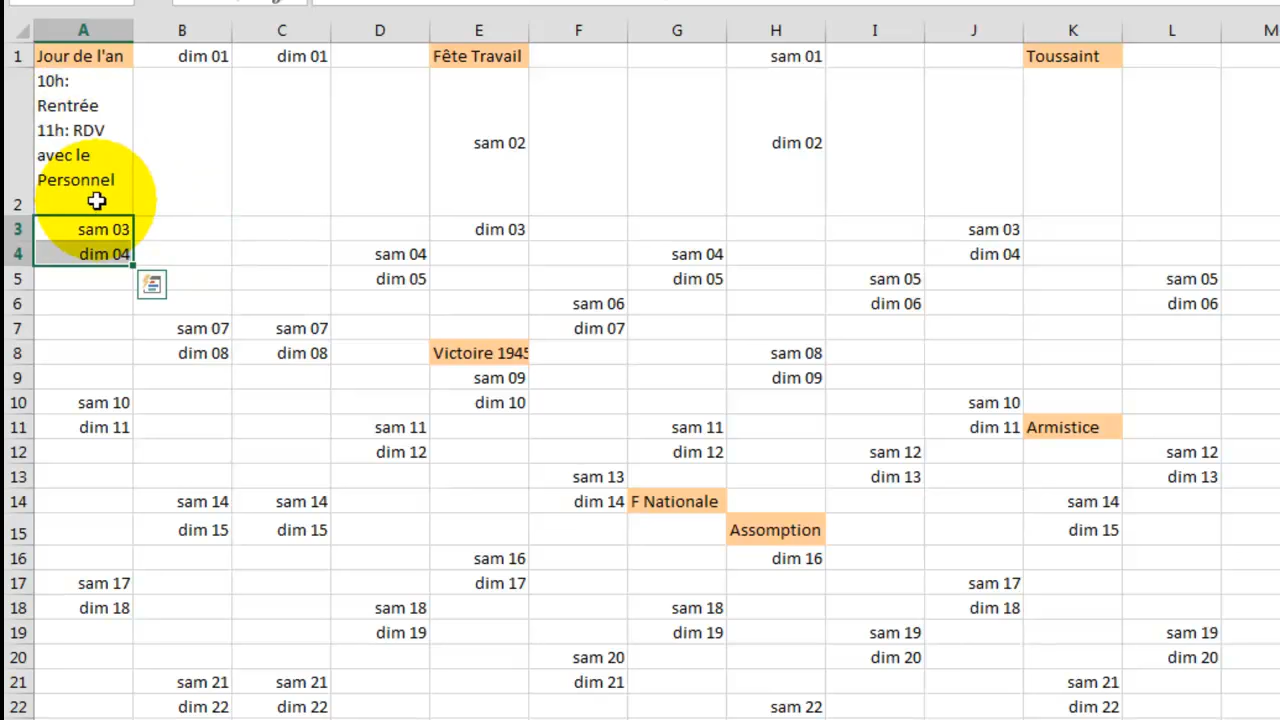 A B C D E F G H I J K L M
1 Jour de l'an dim 01 dim 01 Fête Travail sam 01 Toussaint
10h:
Rentrée
11h: RDV
avec le
Personnel
2 sam 02 dim 02
3 sam 03 dim 03 sam 03
4 dim 04 sam 04 sam 04 dim 04
5 dim 05 dim 05 sam 05 sam 05
6 sam 06 dim 06 dim 06
7 sam 07 sam 07 dim 07
8 dim 08 dim 08 Victoire 1945 sam 08
9 sam 09 dim 09
10 sam 10 dim 10 sam 10
11 dim 11 sam 11 sam 11 dim 11 Armistice
12 dim 12 dim 12 sam 12 sam 12
13 sam 13 dim 13 dim 13
14 sam 14 sam 14 dim 14 F Nationale sam 14
15 dim 15 dim 15 Assomption dim 15
16 sam 16 dim 16
17 sam 17 dim 17 sam 17
18 dim 18 sam 18 sam 18 dim 18
19 dim 19 dim 19 sam 19 sam 19
20 sam 20 dim 20 dim 20
21 sam 21 sam 21 dim 21 sam 21
22 dim 22 dim 22 sam 22 dim 22